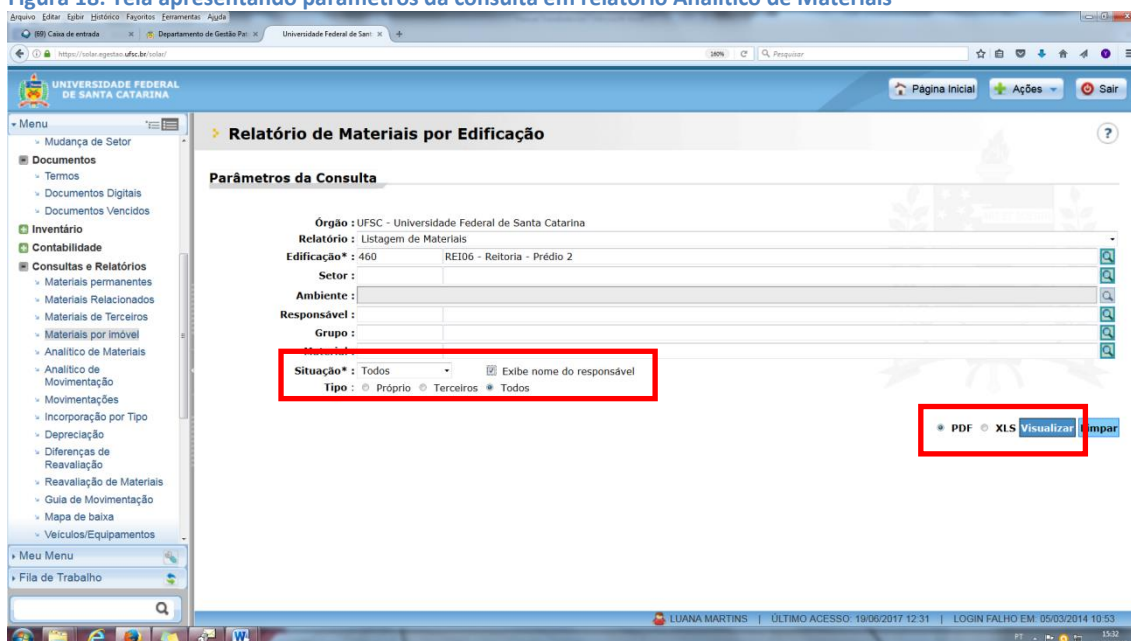 Figura 18: Tela apresentando parâmetros da consulta em relatório Analítico de Materiais
Arquivo Editar Exibir Histórico Favoritos Ferramentas Ajuda
(69) Caixa de entrada
Departamento de Gestão Pat
Universidade Federal de Sant
https://solar.egestao.ufsc.br/solar/
Pesquisar
UNIVERSIDADE FEDERAL
DE SANTA CATARINA
Página Inicial
Ações
Sair
Menu
Mudança de Setor
Documentos
Termos
Documentos Digitais
Documentos Vencidos
Inventário
Contabilidade
Consultas e Relatórios
Materiais permanentes
Materiais Relacionados
Materiais de Terceiros
Materiais por imóvel
Analítico de Materiais
Analítico de
Movimentação
Movimentações
Incorporação por Tipo
Depreciação
Diferenças de
Reavaliação
Reavaliação de Materiais
Guia de Movimentação
Mapa de baixa
Veículos/Equipamentos
Meu Menu
Fila de Trabalho
Relatório de Materiais por Edificação
?
Parâmetros da Consulta
Órgão : UFSC - Universidade Federal de Santa Catarina
Relatório : Listagem de Materiais
Edificação* : 460 REI06 - Reitoria - Prédio 2
Setor :
Ambiente :
Responsável :
Grupo :
Material :
Situação* : Todos Exibe nome do responsável
Tipo : Próprio Terceiros Todos
PDF XLS Visualizar Limpar
LUANA MARTINS | ÚLTIMO ACESSO: 19/06/2017 12:31 | LOGIN FALHO EM: 05/03/2014 10:53
PT 15:32